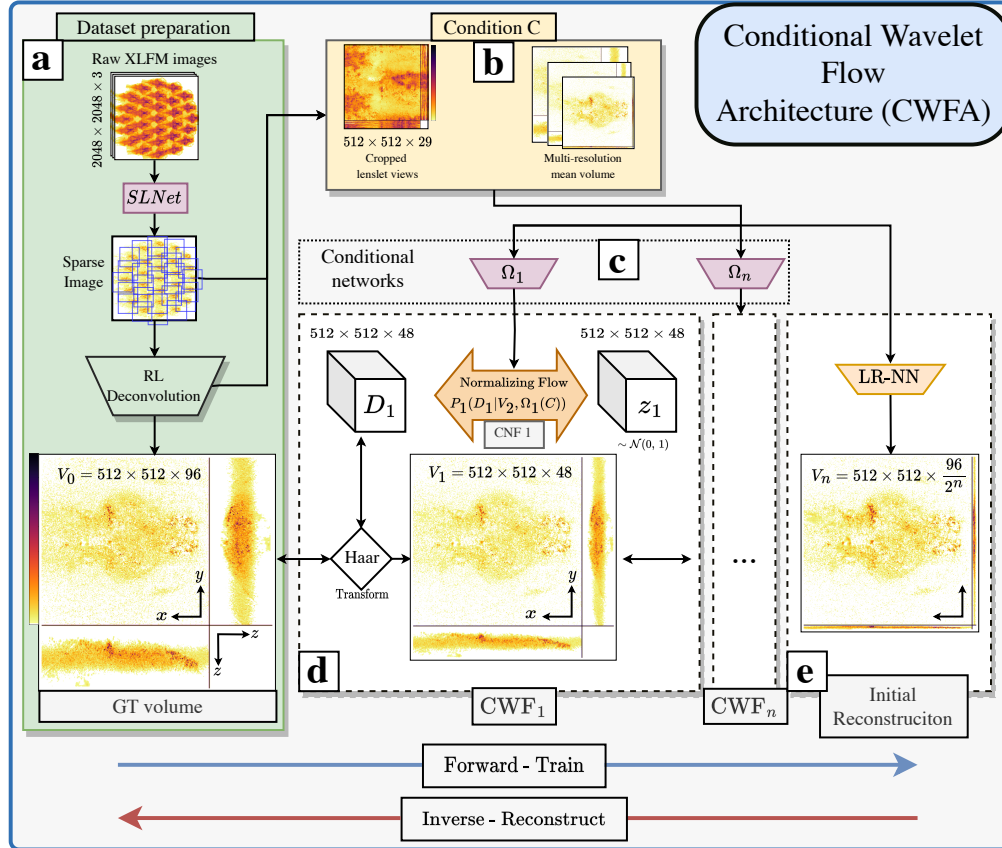 Dataset preparation
a
Raw XLFM images
2048 × 2048 × 3
SLNet
Sparse
Image
RL
Deconvolution
V₀ = 512 × 512 × 96
y
x
z
z
GT volume
Condition C
b
512 × 512 × 29
Cropped
lenslet views
Multi-resolution
mean volume
Conditional Wavelet
Flow
Architecture (CWFA)
Conditional
networks
c
Ω₁
Ωₙ
512 × 512 × 48
D₁
Normalizing Flow
P₁(D₁|V₂, Ω₁(C))
CNF 1
512 × 512 × 48
z₁
∼ 𝒩(0, 1)
Haar
Transform
V₁ = 512 × 512 × 48
y
x
d
CWF₁
...
CWFₙ
LR-NN
Vₙ = 512 × 512 × 96/2ⁿ
y
x
e
Initial
Reconstruciton
Forward - Train
Inverse - Reconstruct